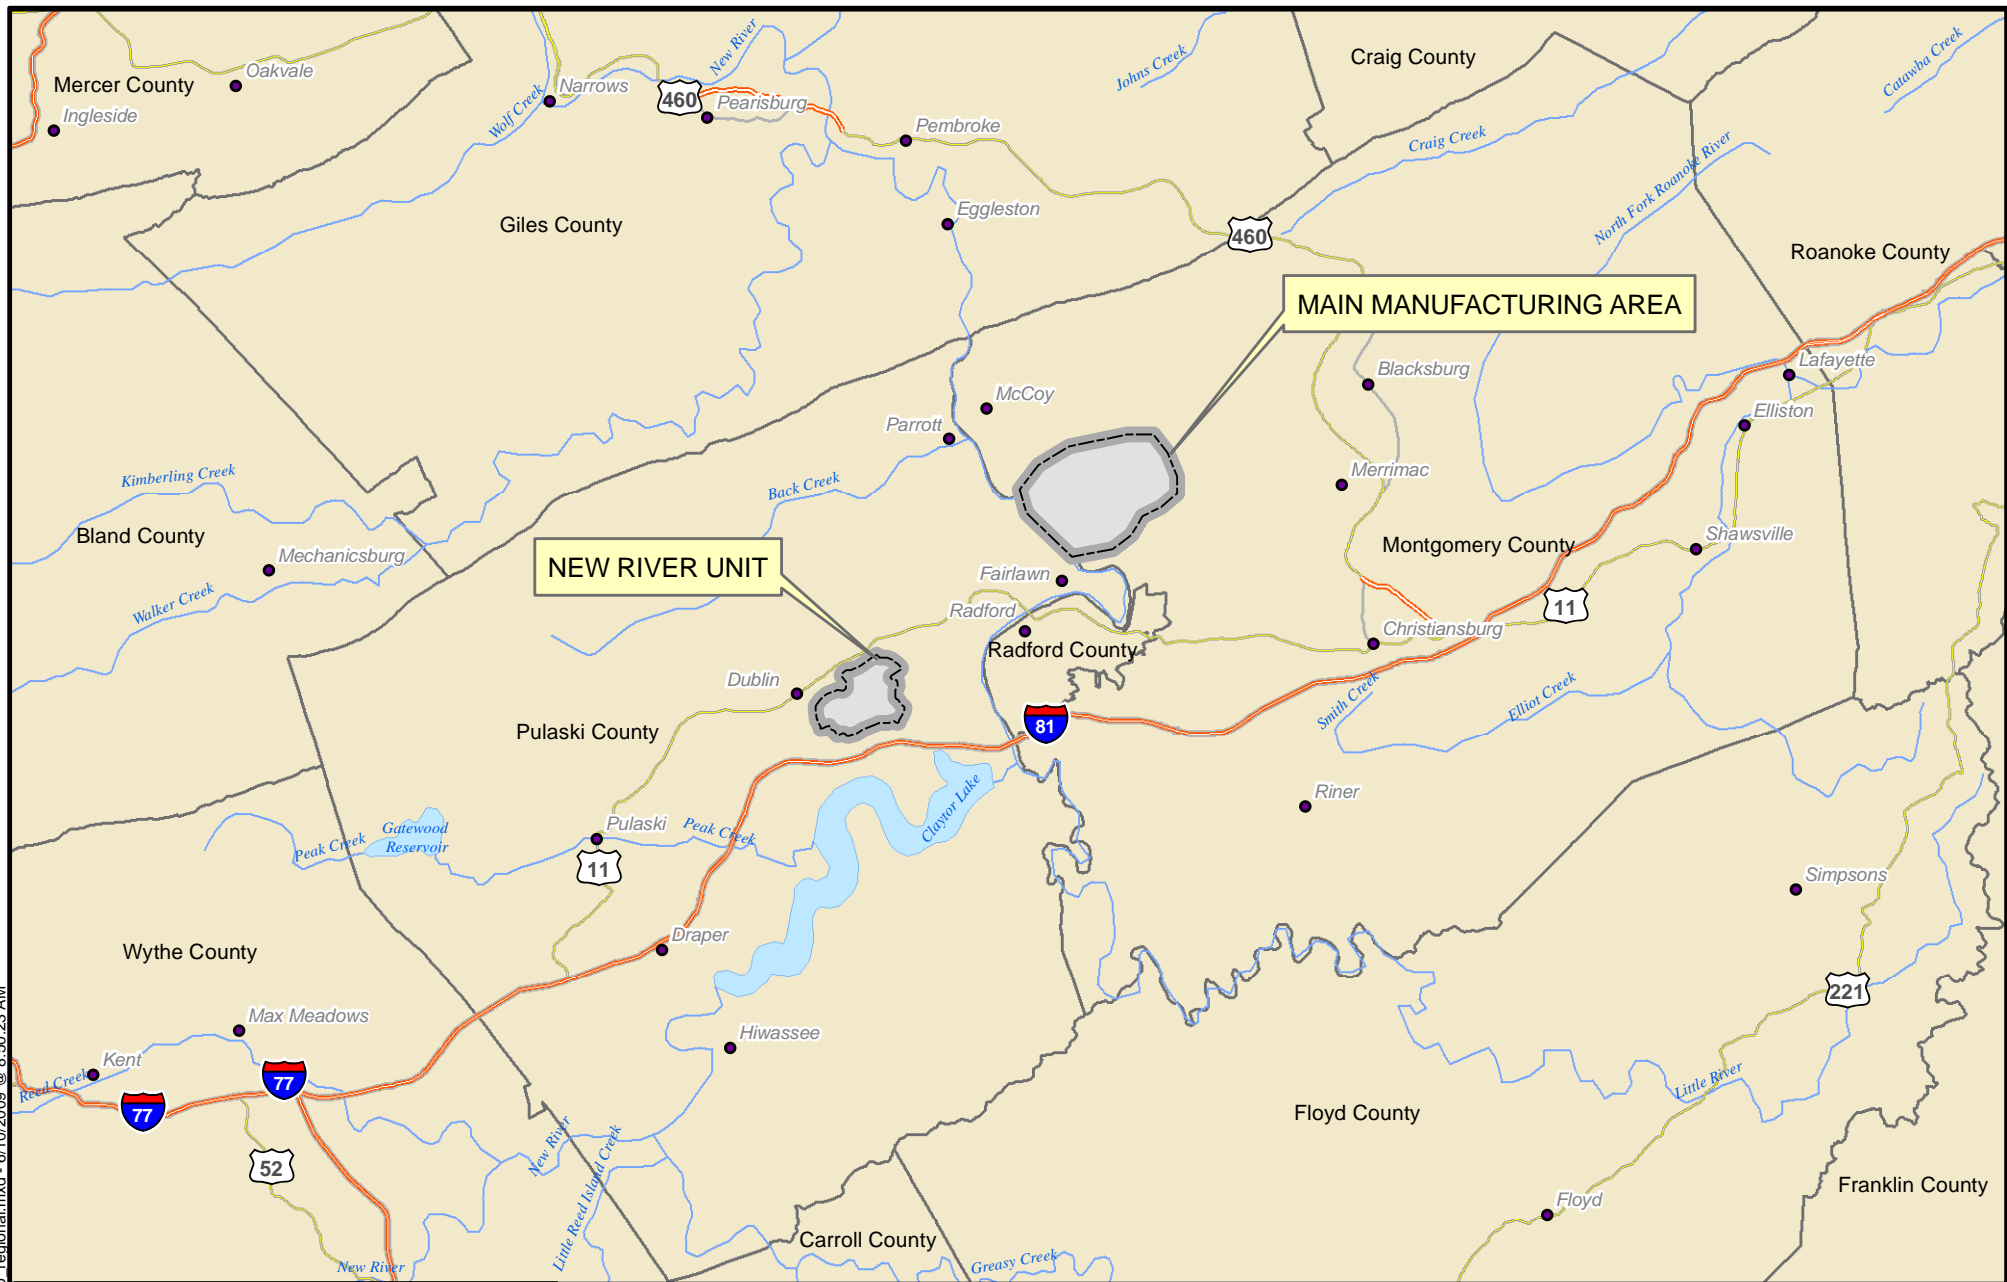 Mercer County
Oakvale
Ingleside
Narrows
Wolf Creek
460
New River
Pearisburg
Pembroke
Johns Creek
Craig County
Catawba Creek
Craig Creek
North Fork Roanoke River
Giles County
Eggleston
460
Roanoke County
MAIN MANUFACTURING AREA
Blacksburg
Lafayette
McCoy
Elliston
Parrott
Merrimac
Kimberling Creek
Back Creek
Bland County
Mechanicsburg
Walker Creek
NEW RIVER UNIT
Fairlawn
Montgomery County
Shawsville
Radford
11
Christiansburg
Radford County
Dublin
Smith Creek
Elliot Creek
81
Pulaski County
Claytor Lake
Riner
Gatewood
Reservoir
Peak Creek
Pulaski
Peak Creek
11
Simpsons
Draper
Wythe County
221
Max Meadows
Hiwassee
Kent
Reed Creek
77
77
Little River
Floyd County
52
New River
Little Reed Island Creek
Franklin County
Floyd
Carroll County
Greasy Creek
New River